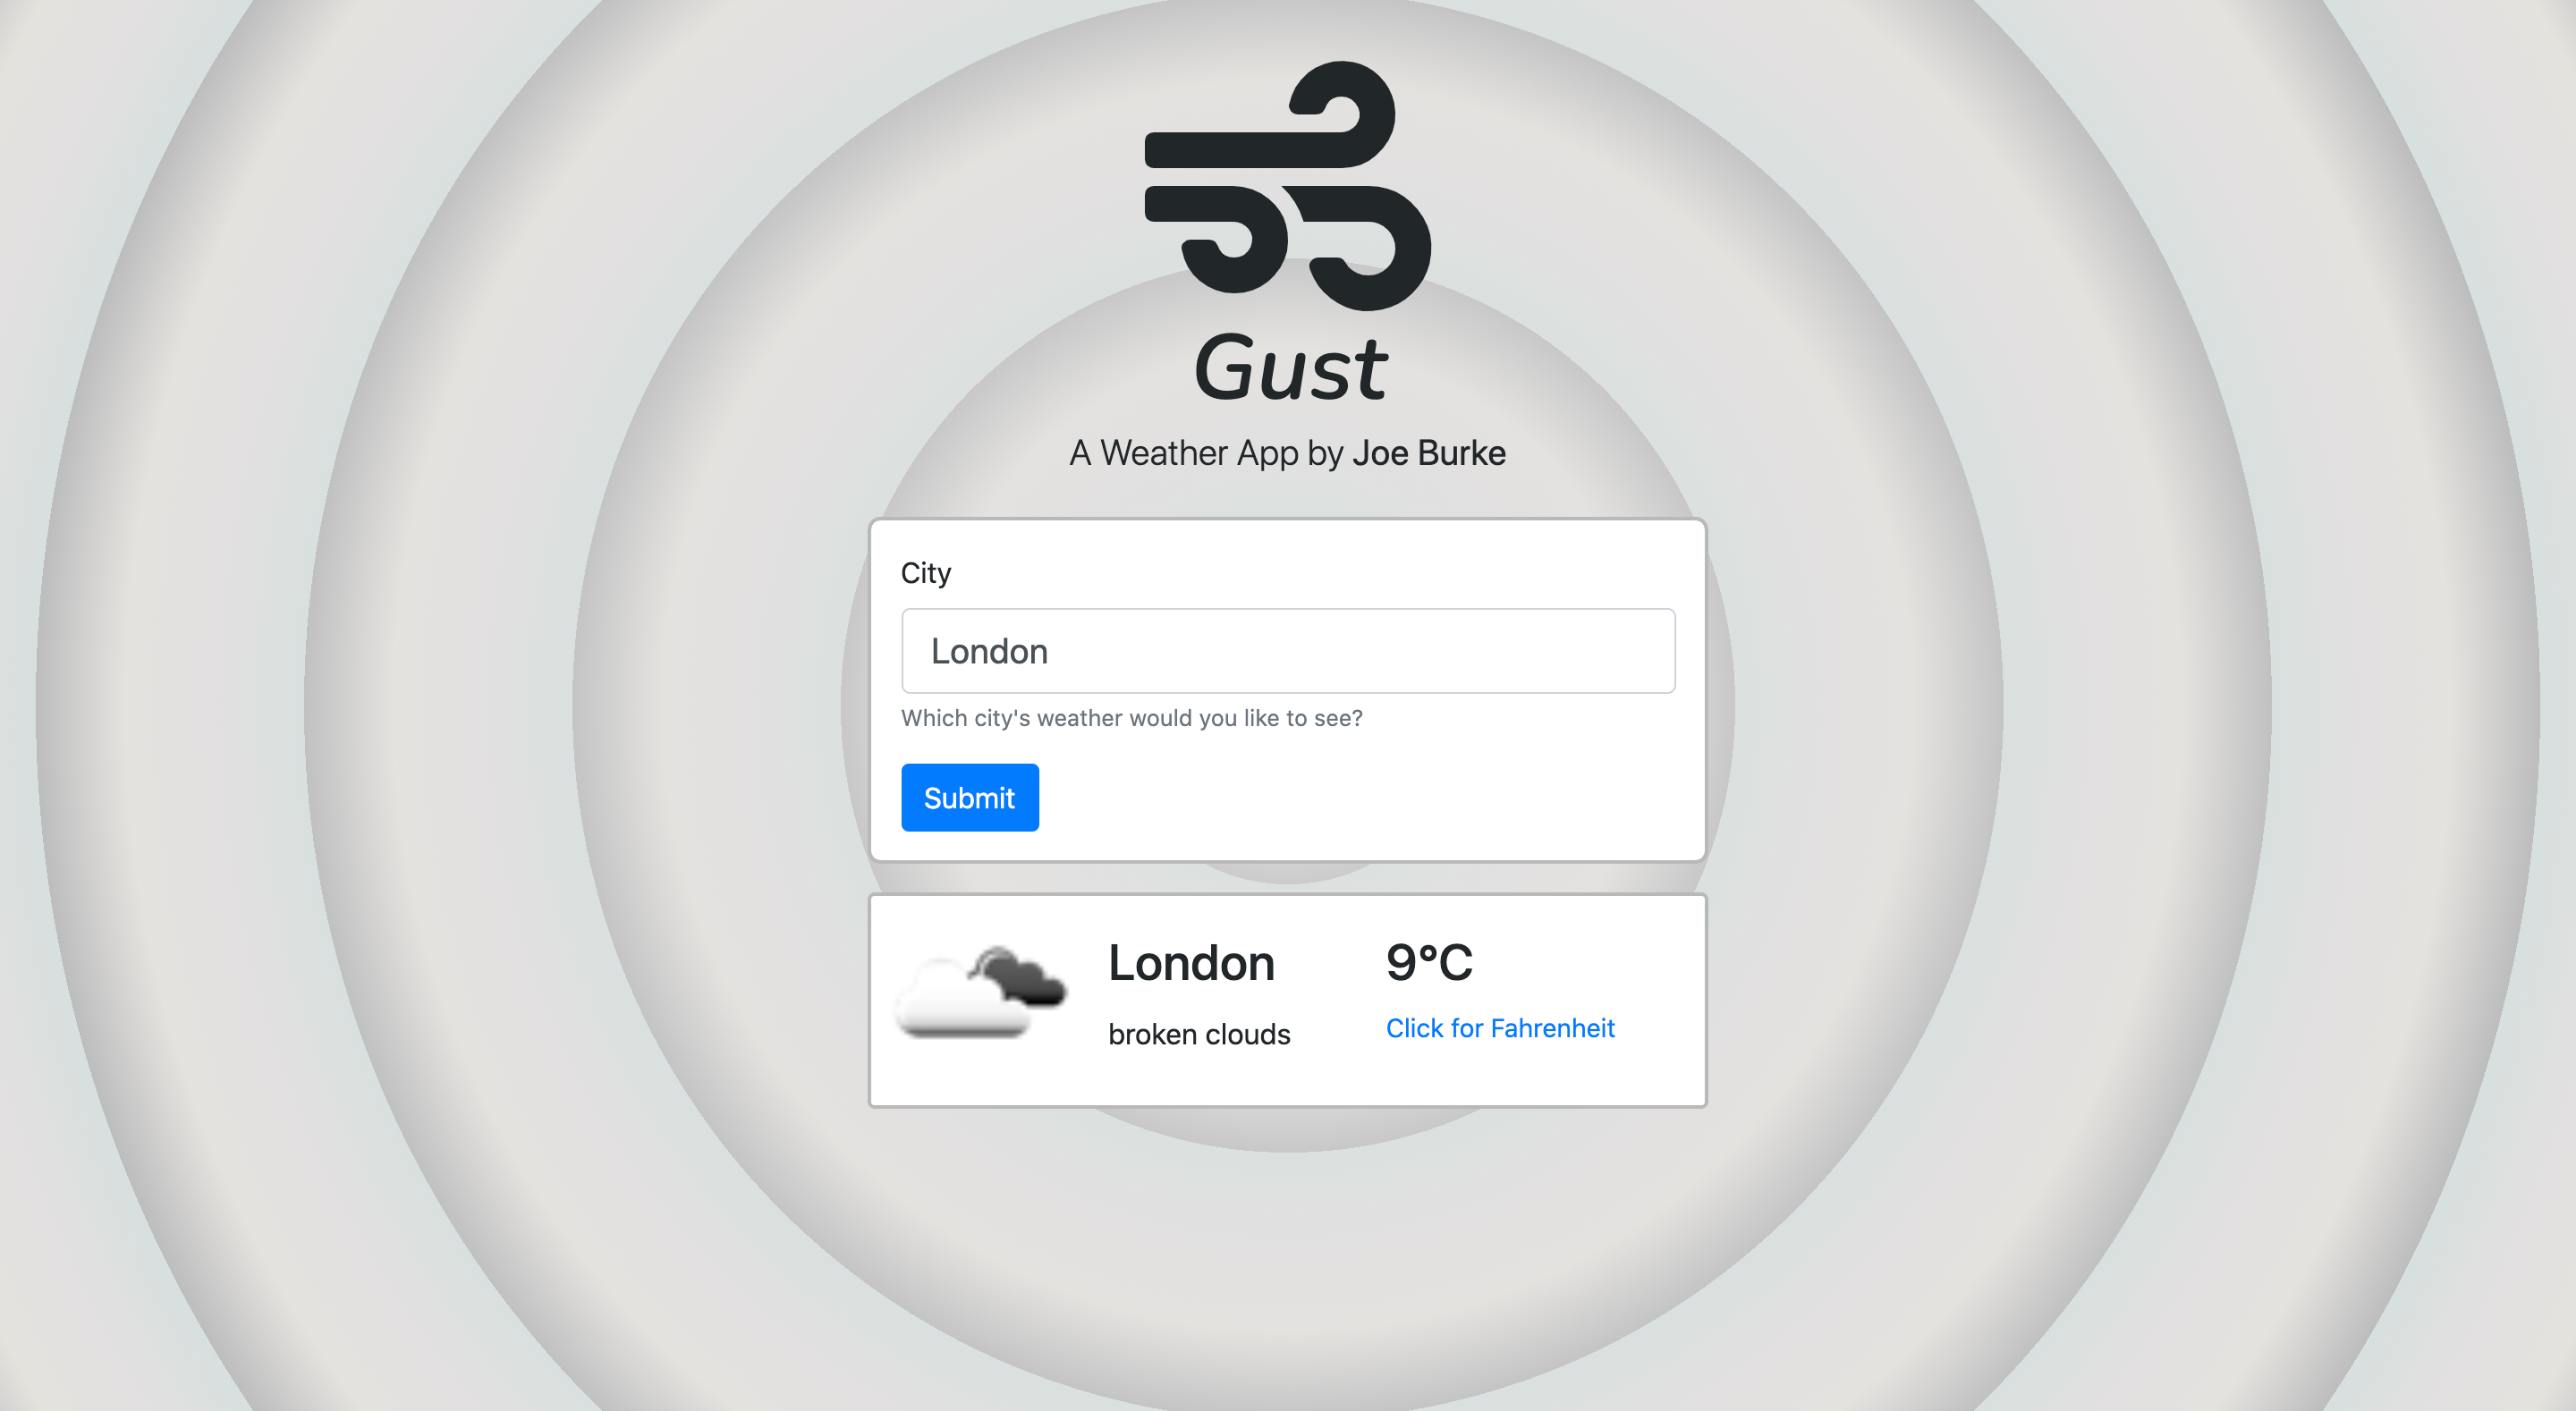 Gust
A Weather App by Joe Burke
City
London
Which city's weather would you like to see?
Submit
London
9°C
broken clouds
Click for Fahrenheit